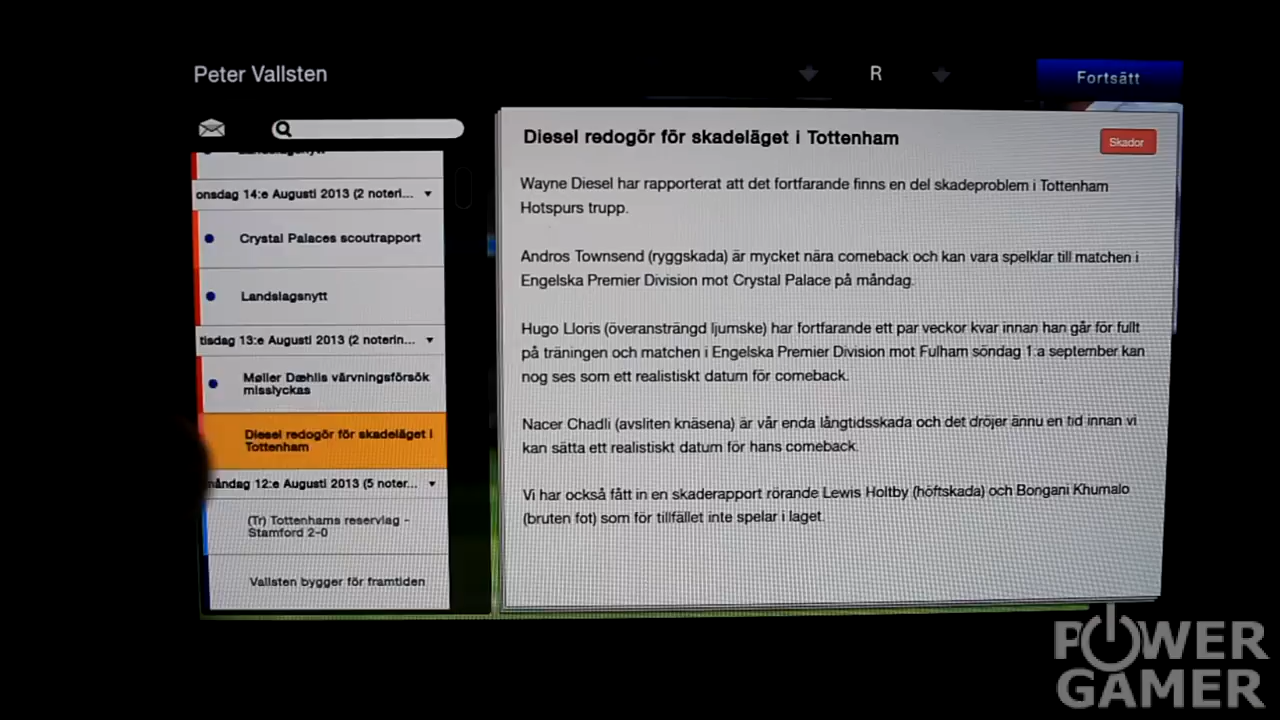 Peter Vallsten
R
Fortsätt
onsdag 14:e Augusti 2013 (2 noteri...
Crystal Palaces scoutrapport
Landslagsnytt
tisdag 13:e Augusti 2013 (2 noterin...
Møller Dæhlis värvningsförsök
misslyckas
Diesel redogör för skadeläget i
Tottenham
måndag 12:e Augusti 2013 (5 noter...
(Tr) Tottenhams reservlag -
Stamford 2-0
Vallsten bygger för framtiden
Diesel redogör för skadeläget i Tottenham
Skador
Wayne Diesel har rapporterat att det fortfarande finns en del skadeproblem i Tottenham
Hotspurs trupp.
Andros Townsend (ryggskada) är mycket nära comeback och kan vara spelklar till matchen i
Engelska Premier Division mot Crystal Palace på måndag.
Hugo Lloris (överansträngd ljumske) har fortfarande ett par veckor kvar innan han går för fullt
på träningen och matchen i Engelska Premier Division mot Fulham söndag 1:a september kan
nog ses som ett realistiskt datum för comeback.
Nacer Chadli (avsliten knäsena) är vår enda långtidsskada och det dröjer ännu en tid innan vi
kan sätta ett realistiskt datum för hans comeback.
Vi har också fått in en skaderapport rörande Lewis Holtby (höftskada) och Bongani Khumalo
(bruten fot) som för tillfället inte spelar i laget.
POWER
GAMER